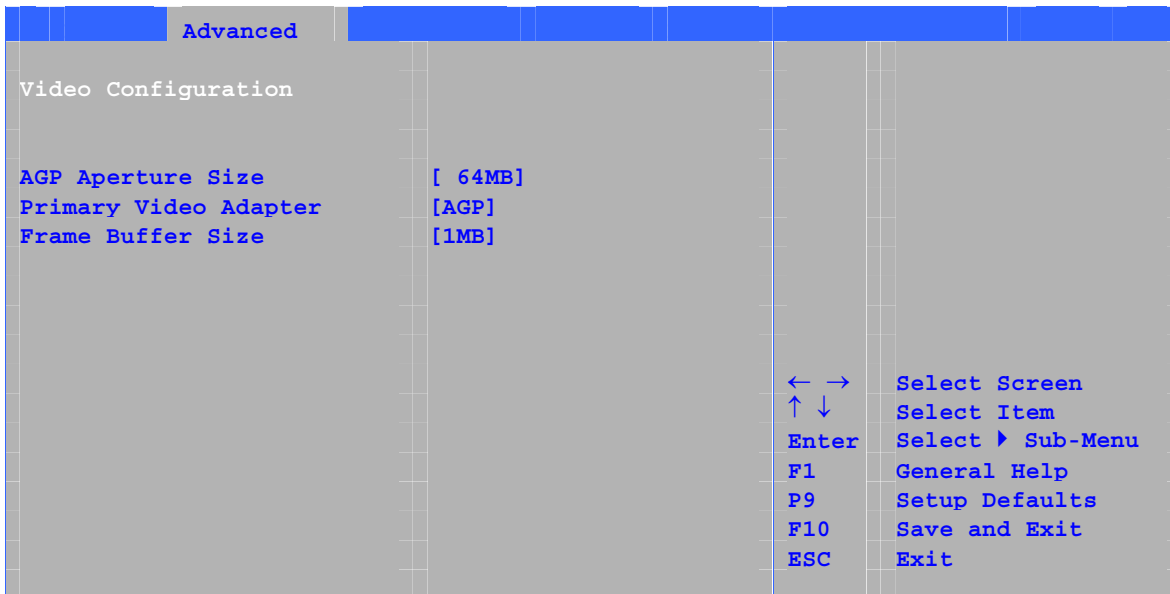 Advanced
Video Configuration
AGP Aperture Size [ 64MB]
Primary Video Adapter [AGP]
Frame Buffer Size [1MB]
← → Select Screen
↑ ↓ Select Item
Enter Select ▶ Sub-Menu
F1 General Help
P9 Setup Defaults
F10 Save and Exit
ESC Exit